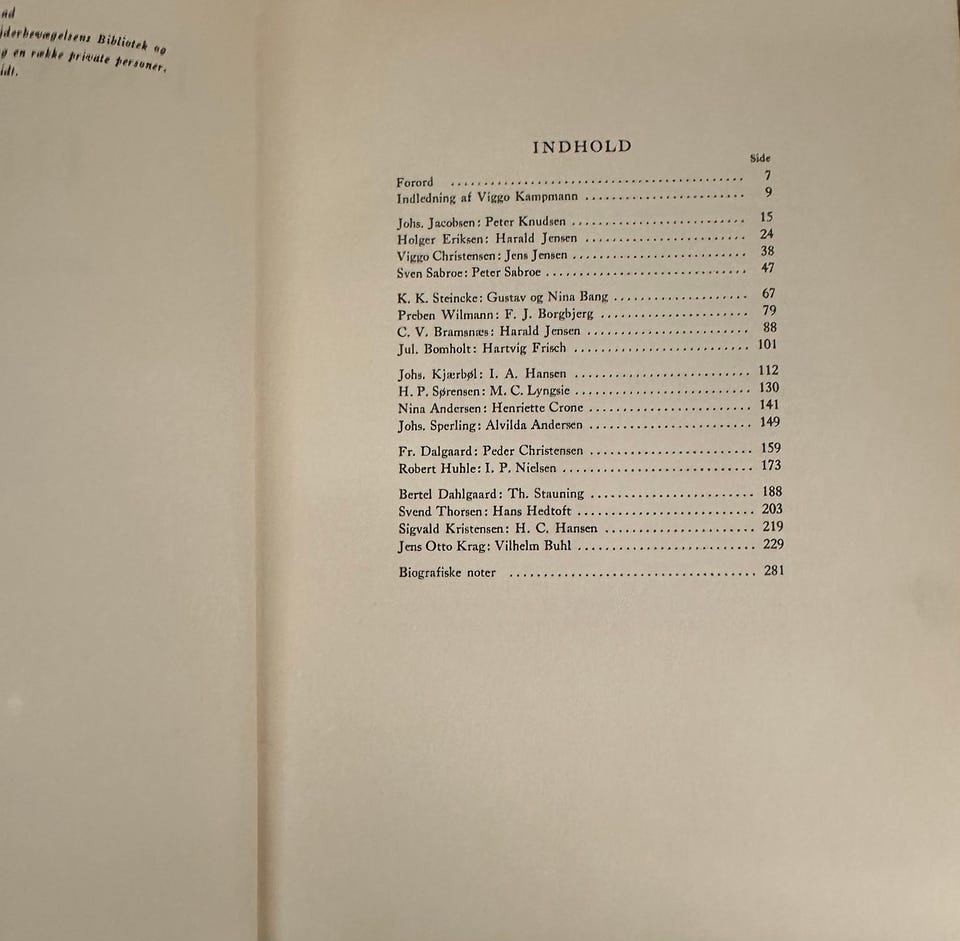 ad
derbevægelsens Bibliotek og
g en række private personer.
idt.
INDHOLD
Side
Forord ........................................... 7
Indledning af Viggo Kampmann ........................ 9
Johs. Jacobsen: Peter Knudsen .......................... 15
Holger Eriksen: Harald Jensen ........................ 24
Viggo Christensen: Jens Jensen .......................... 38
Sven Sabroe: Peter Sabroe .............................. 47
K. K. Steincke: Gustav og Nina Bang .................... 67
Preben Wilmann: F. J. Borgbjerg ...................... 79
C. V. Bramsnæs: Harald Jensen ........................ 88
Jul. Bomholt: Hartvig Frisch .......................... 101
Johs. Kjærbøl: I. A. Hansen .......................... 112
H. P. Sørensen: M. C. Lyngsie .......................... 130
Nina Andersen: Henriette Crone ........................ 141
Johs. Sperling: Alvilda Andersen ........................ 149
Fr. Dalgaard: Peder Christensen ........................ 159
Robert Huhle: I. P. Nielsen ............................ 173
Bertel Dahlgaard: Th. Stauning ........................ 188
Svend Thorsen: Hans Hedtoft .......................... 203
Sigvald Kristensen: H. C. Hansen ...................... 219
Jens Otto Krag: Vilhelm Buhl .......................... 229
Biografiske noter .................................... 281